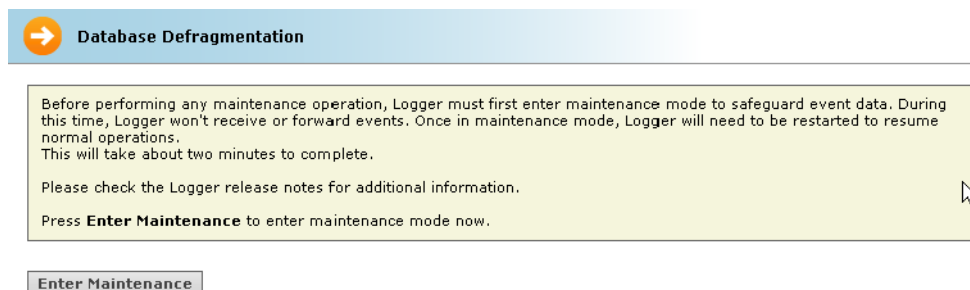 Database Defragmentation
Before performing any maintenance operation, Logger must first enter maintenance mode to safeguard event data. During
this time, Logger won't receive or forward events. Once in maintenance mode, Logger will need to be restarted to resume
normal operations.
This will take about two minutes to complete.
Please check the Logger release notes for additional information.
Press Enter Maintenance to enter maintenance mode now.
Enter Maintenance